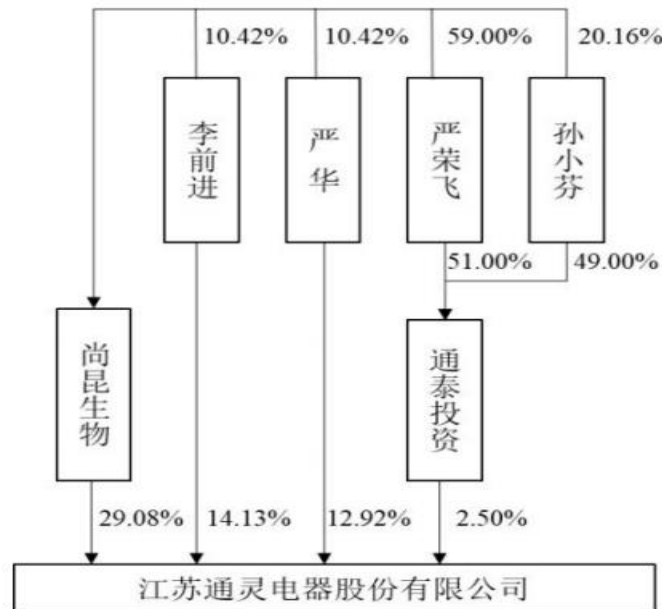 10.42% 10.42% 59.00% 20.16%
李前进
严华
严荣飞
孙小芬
51.00% 49.00%
尚昆生物
通泰投资
29.08% 14.13% 12.92% 2.50%
江苏通灵电器股份有限公司